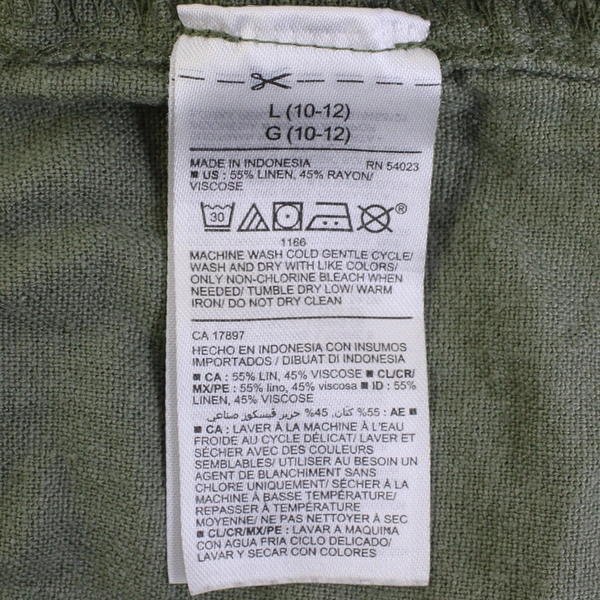 L (10-12)
G (10-12)
MADE IN INDONESIA RN 54023
■ US : 55% LINEN, 45% RAYON/
VISCOSE
30 ®
1166
MACHINE WASH COLD GENTLE CYCLE/
WASH AND DRY WITH LIKE COLORS/
ONLY NON-CHLORINE BLEACH WHEN
NEEDED/ TUMBLE DRY LOW/ WARM
IRON/ DO NOT DRY CLEAN
CA 17897
HECHO EN INDONESIA CON INSUMOS
IMPORTADOS / DIBUAT DI INDONESIA
■ CA : 55% LIN, 45% VISCOSE ■ CL/CR/
MX/PE : 55% lino, 45% viscosa ■ ID : 55%
LINEN, 45% VISCOSE
■ AE : 55% كتان, 45% حرير ڤيسكوز صناعي
■ CA : LAVER À LA MACHINE À L'EAU
FROIDE AU CYCLE DÉLICAT/ LAVER ET
SÉCHER AVEC DES COULEURS
SEMBLABLES/ UTILISER AU BESOIN UN
AGENT DE BLANCHIMENT SANS
CHLORE UNIQUEMENT/ SÉCHER À LA
MACHINE À BASSE TEMPÉRATURE/
REPASSER À TEMPÉRATURE
MOYENNE/ NE PAS NETTOYER À SEC
■ CL/CR/MX/PE : LAVAR A MAQUINA
CON AGUA FRIA CICLO DELICADO/
LAVAR Y SECAR CON COLORES